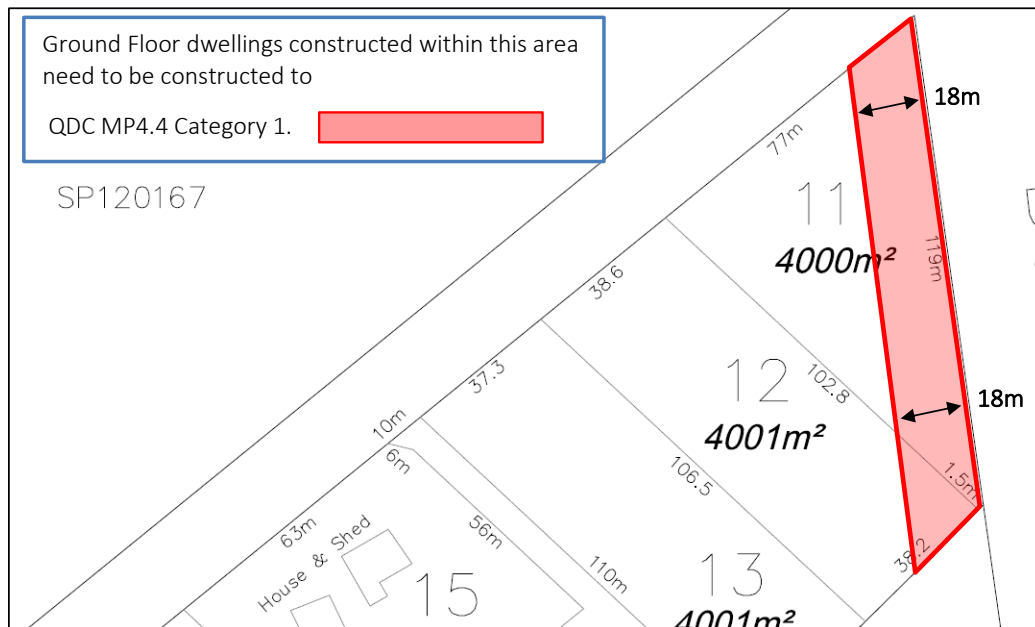 Ground Floor dwellings constructed within this area
need to be constructed to
QDC MP4.4 Category 1.
18m
77m
SP120167
11
4000m²
119m
38.6
12
102.8
4001m²
18m
37.3
10m
6m
106.5
1.5m
63m
56m
House & Shed
38.2
110m
13
15
4001m²